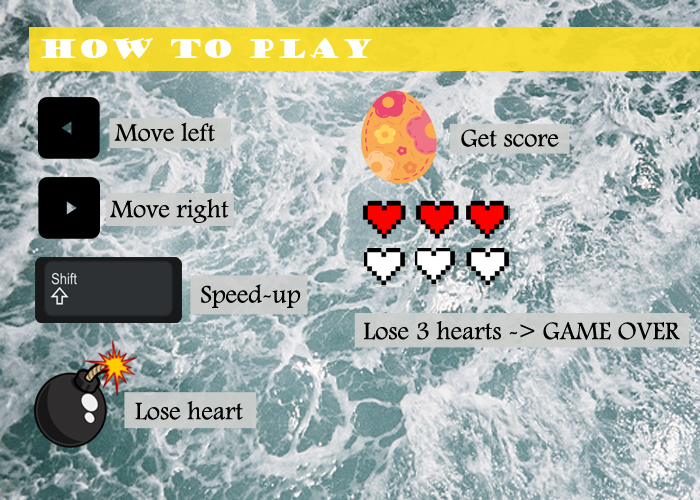 HOW TO PLAY
Move left
Move right
Shift
Speed-up
Lose heart
Get score
Lose 3 hearts -> GAME OVER